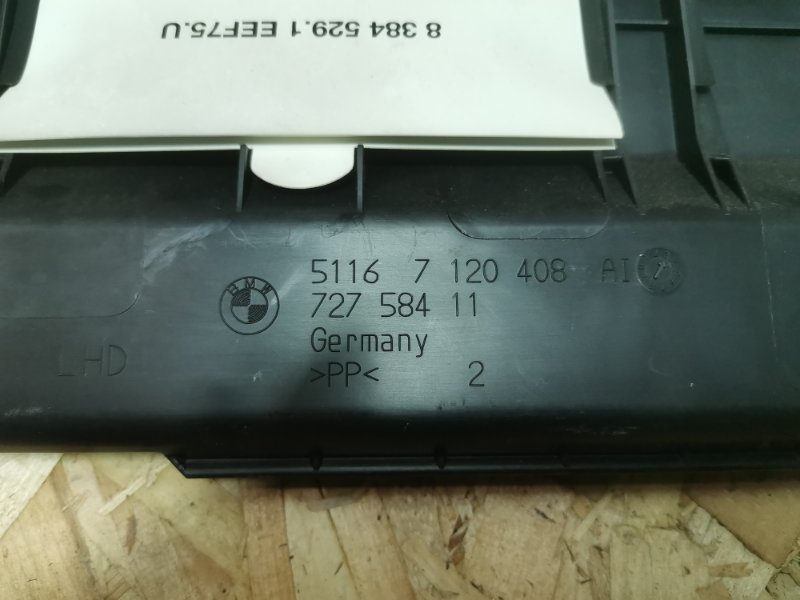 8 384 529.1 EEF75.U
5116 7 120 408 AI
BMW
727 584 11
Germany
LHD
>PP< 2